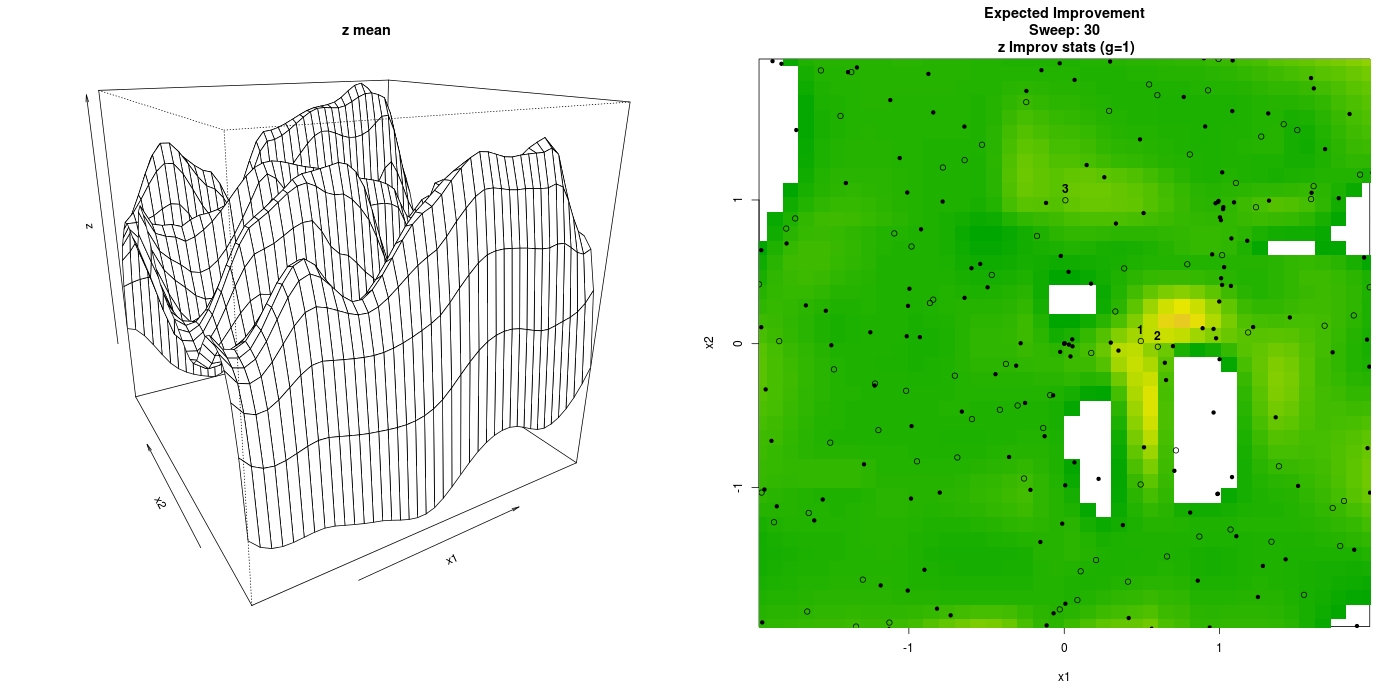 z mean
z
x2
x1
Expected Improvement
Sweep: 30
z Improv stats (g=1)
x2
1
0
-1
3
1
2
-1
0
1
x1